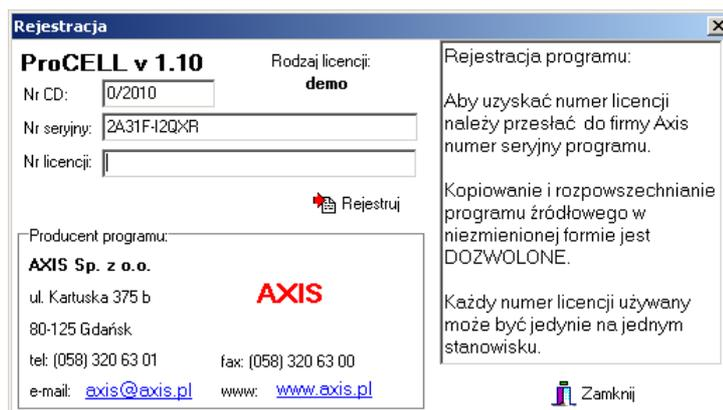 Rejestracja
ProCELL v 1.10
Rodzaj licencji:
demo
Nr CD: 0/2010
Nr seryjny: 2A31F-I2QXR
Nr licencji:
Rejestruj
Producent programu:
AXIS Sp. z o.o.
ul. Kartuska 375 b
AXIS
80-125 Gdańsk
tel: (058) 320 63 01 fax: (058) 320 63 00
e-mail: axis@axis.pl www: www.axis.pl
Rejestracja programu:
Aby uzyskać numer licencji
należy przesłać do firmy Axis
numer seryjny programu.
Kopiowanie i rozpowszechnianie
programu źródłowego w
niezmienionej formie jest
DOZWOLONE.
Każdy numer licencji używany
może być jedynie na jednym
stanowisku.
Zamknij